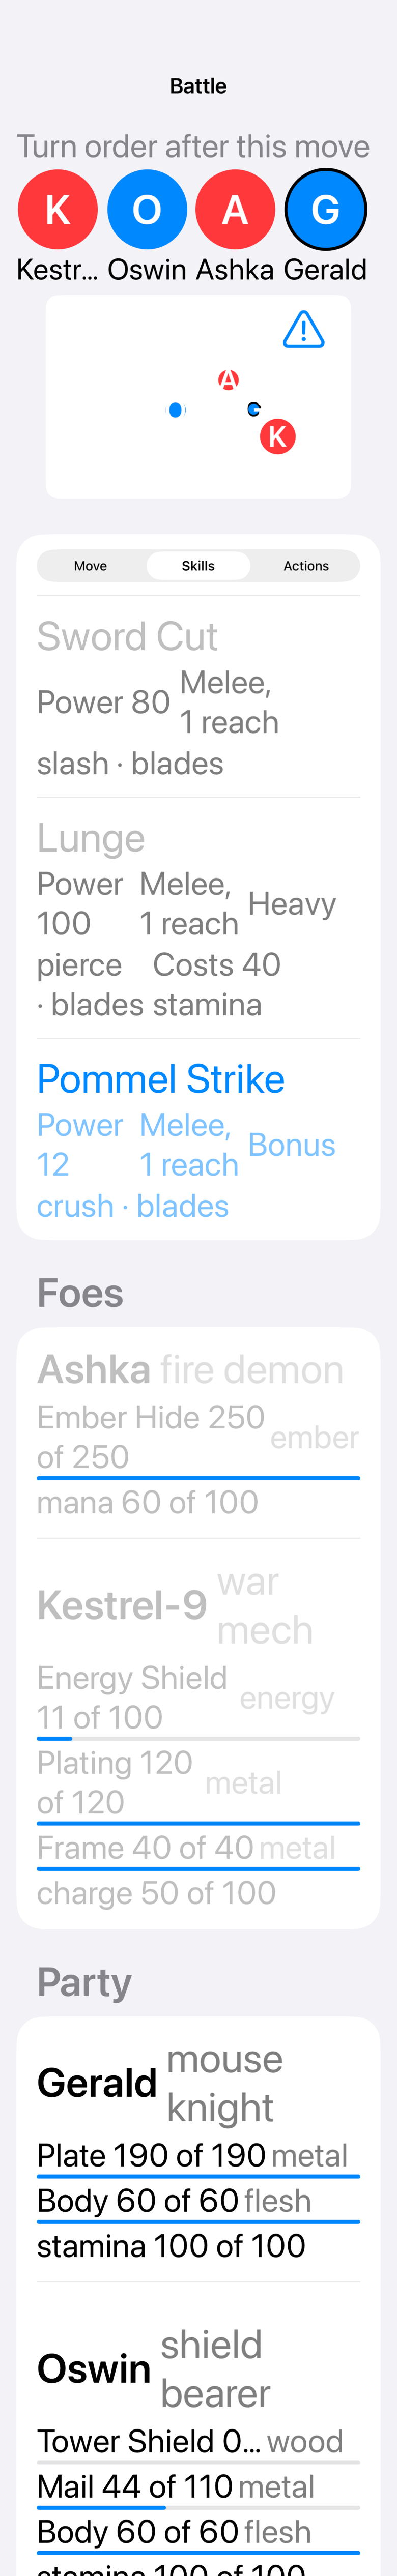 Battle
Turn order after this move
K O A G
Kestr... Oswin Ashka Gerald
A
K
Move Skills Actions
Sword Cut
Power 80 Melee, 1 reach
slash · blades
Lunge
Power 100 Melee, 1 reach Heavy
pierce · blades Costs 40 stamina
Pommel Strike
Power 12 Melee, 1 reach Bonus
crush · blades
Foes
Ashka fire demon
Ember Hide 250 of 250 ember
mana 60 of 100
Kestrel-9 war mech
Energy Shield 11 of 100 energy
Plating 120 of 120 metal
Frame 40 of 40 metal
charge 50 of 100
Party
Gerald mouse knight
Plate 190 of 190 metal
Body 60 of 60 flesh
stamina 100 of 100
Oswin shield bearer
Tower Shield 0... wood
Mail 44 of 110 metal
Body 60 of 60 flesh
stamina 100 of 100